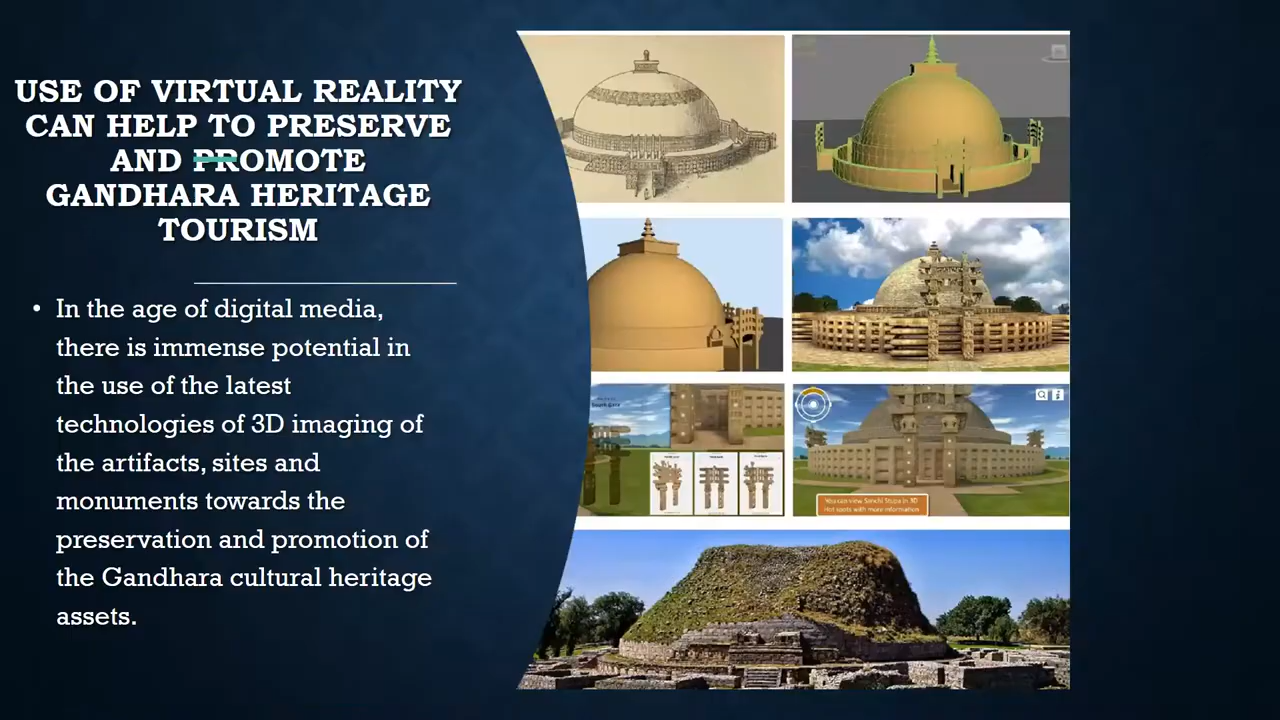 USE OF VIRTUAL REALITY
CAN HELP TO PRESERVE
AND PROMOTE
GANDHARA HERITAGE
TOURISM
• In the age of digital media,
there is immense potential in
the use of the latest
technologies of 3D imaging of
the artifacts, sites and
monuments towards the
preservation and promotion of
the Gandhara cultural heritage
assets.
You can view Sanchi Stupa in 3D
Hot spots with more information